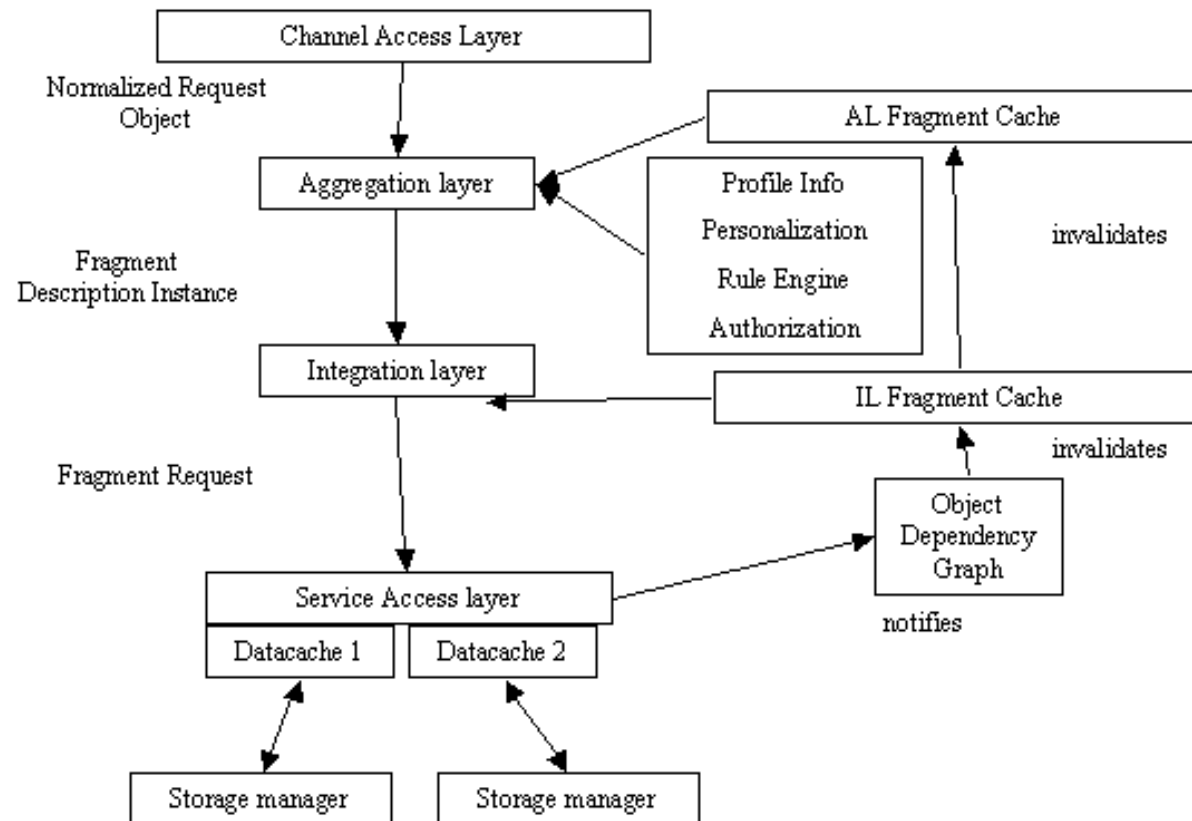 Channel Access Layer
Normalized Request
Object
AL Fragment Cache
Aggregation layer
Profile Info
Personalization
Rule Engine
Authorization
invalidates
Fragment
Description Instance
Integration layer
IL Fragment Cache
invalidates
Fragment Request
Object
Dependency
Graph
Service Access layer
notifies
Datacache 1
Datacache 2
Storage manager
Storage manager